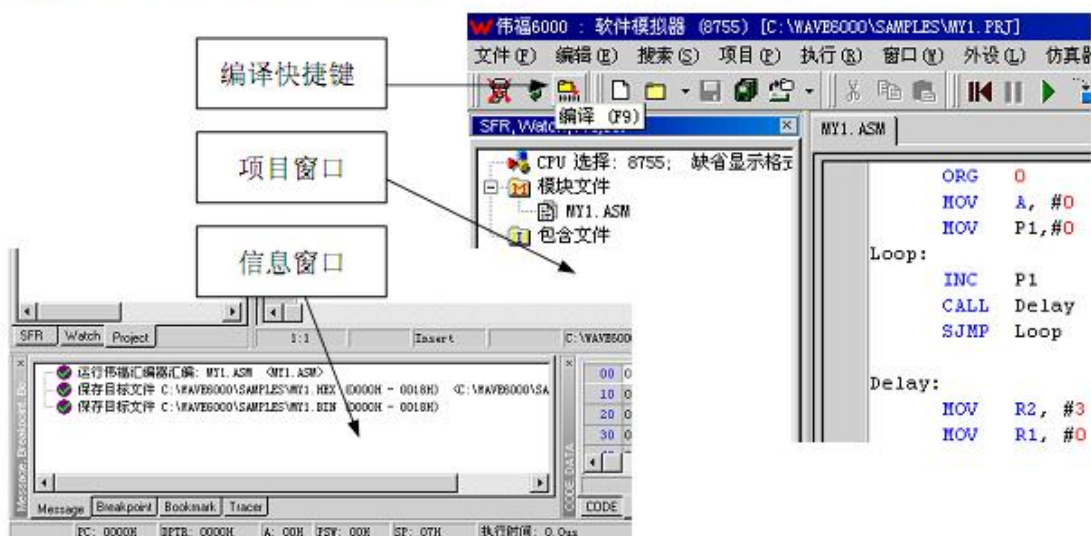 伟福6000 : 软件模拟器 (8755) [C:\WAVE6000\SAMPLES\MY1.PRJ]
文件(F) 编辑(E) 搜索(S) 项目(P) 执行(R) 窗口(W) 外设(L) 仿真器
编译快捷键
编译 (F9)
SFR, Watch
MY1.ASM
项目窗口
CPU 选择: 8755; 缺省显示格式
模块文件
MY1.ASM
包含文件
信息窗口
ORG 0
MOV A, #0
MOV P1,#0
Loop:
INC P1
CALL Delay
SJMP Loop
Delay:
MOV R2, #3
MOV R1, #0
SFR Watch Project
1:1 Insert C:\WAVE600
运行伟福汇编器汇编: MY1.ASM (MY1.ASM)
保存目标文件 C:\WAVE6000\SAMPLES\MY1.HEX (0000H - 0018H) <C:\WAVE6000\SA
保存目标文件 C:\WAVE6000\SAMPLES\MY1.BIN (0000H - 0018H)
00 0
10 0
20 0
30 0
Message, Breakpoint, Bo
CODE DATA
Message Breakpoint Bookmark Tracer
CODE
PC: 0000H DPTR: 0000H A: 00H PSW: 00H SP: 07H 执行时间: 0.0us